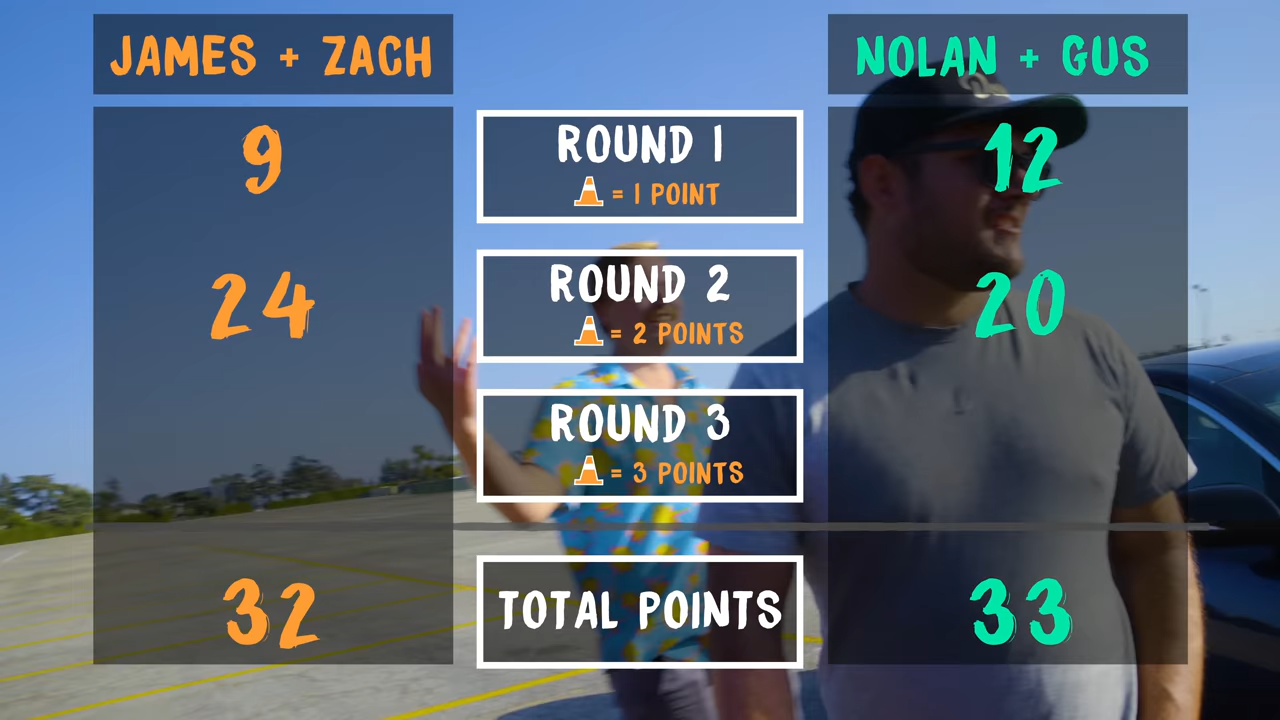 JAMES + ZACH
NOLAN + GUS
9
ROUND 1
= 1 POINT
12
24
ROUND 2
= 2 POINTS
20
ROUND 3
= 3 POINTS
32
TOTAL POINTS
33